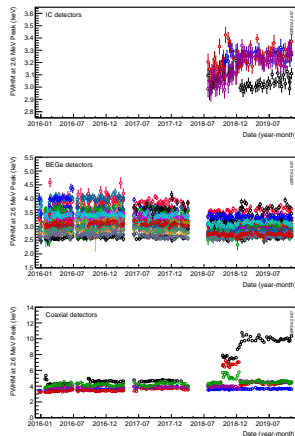 FWHM at 2.6 MeV Peak (keV)
3.6
3.5
3.4
3.3
3.2
3.1
3.0
2.9
IC detectors
2016-01 2016-07 2016-12 2017-07 2017-12 2018-07 2018-12 2019-07
Date (year-month)
FWHM at 2.6 MeV Peak (keV)
5.5
5.0
4.5
4.0
3.5
3.0
2.5
2.0
1.5
BEGe detectors
2016-01 2016-07 2016-12 2017-07 2017-12 2018-07 2018-12 2019-07
Date (year-month)
FWHM at 2.6 MeV Peak (keV)
14
12
10
8
6
4
2
0
Coaxial detectors
2016-01 2016-07 2016-12 2017-07 2017-12 2018-07 2018-12 2019-07
Date (year-month)